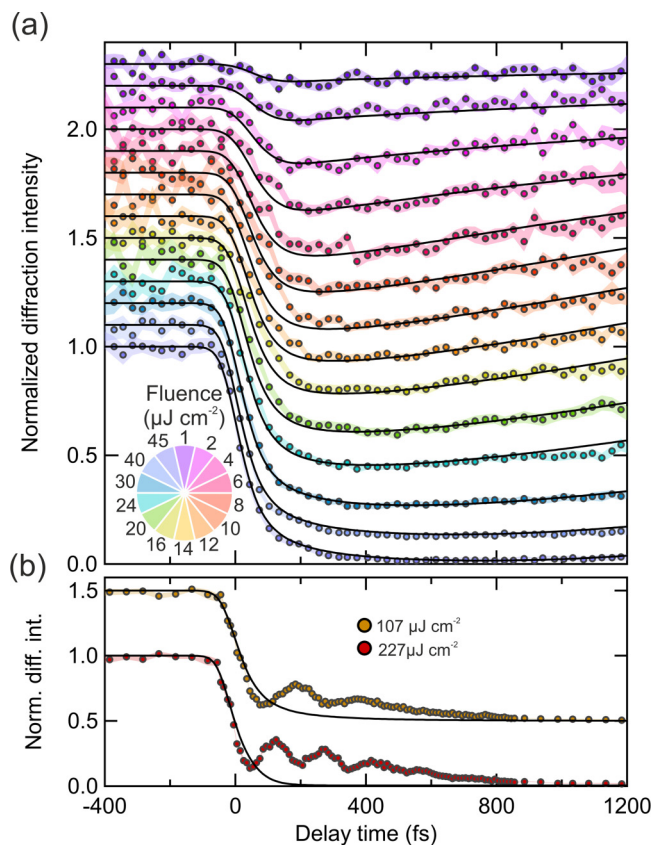 (a)
Normalized diffraction intensity
2.0
1.5
1.0
0.5
0.0
Fluence
(µJ cm⁻²)
45 1 2
40 4
30 6
24 8
20 10
16 14 12
(b)
Norm. diff. int.
1.5
1.0
0.5
0.0
107 µJ cm⁻²
227µJ cm⁻²
-400 0 400 800 1200
Delay time (fs)